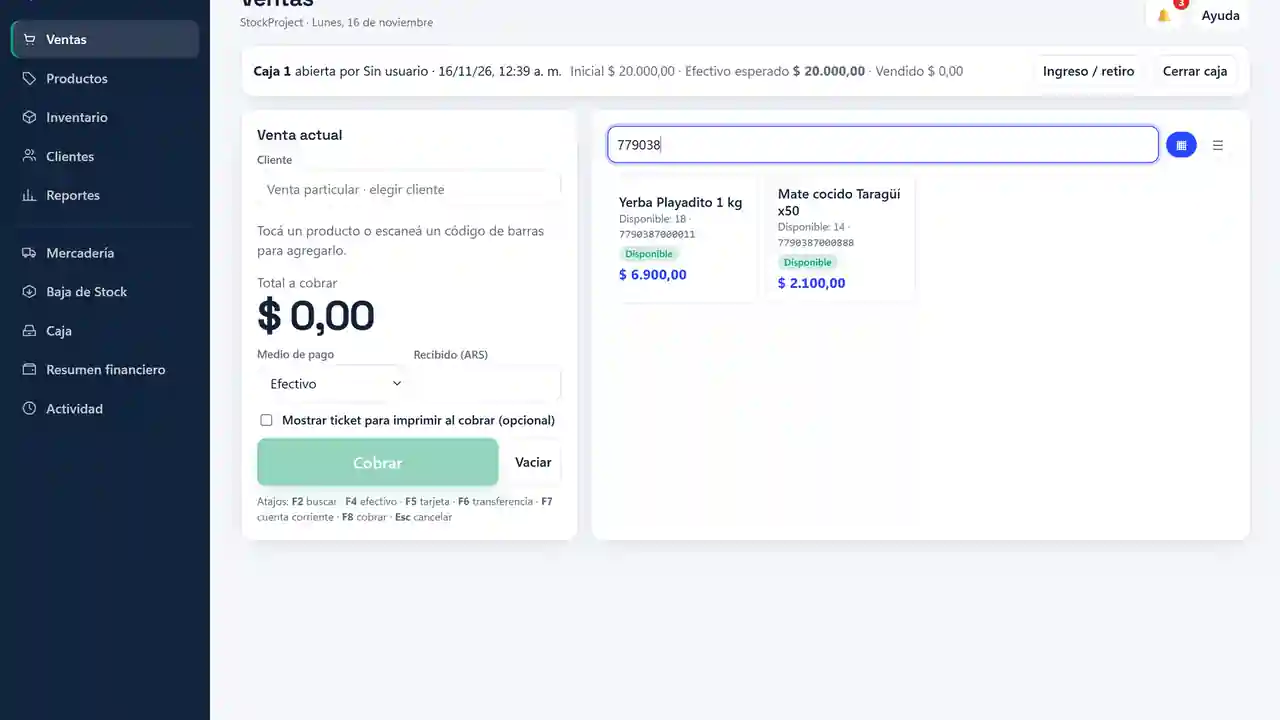 Ventas
StockProject · Lunes, 16 de noviembre
3
Ayuda
Ventas
Productos
Inventario
Clientes
Reportes
Mercadería
Baja de Stock
Caja
Resumen financiero
Actividad
Caja 1 abierta por Sin usuario · 16/11/26, 12:39 a. m. Inicial $ 20.000,00 · Efectivo esperado $ 20.000,00 · Vendido $ 0,00
Ingreso / retiro
Cerrar caja
Venta actual
Cliente
Venta particular · elegir cliente
Tocá un producto o escaneá un código de barras
para agregarlo.
Total a cobrar
$ 0,00
Medio de pago
Recibido (ARS)
Efectivo
Mostrar ticket para imprimir al cobrar (opcional)
Cobrar
Vaciar
Atajos: F2 buscar · F4 efectivo · F5 tarjeta · F6 transferencia · F7
cuenta corriente · F8 cobrar · Esc cancelar
779038
Yerba Playadito 1 kg
Disponible: 18 ·
7790387000011
Disponible
$ 6.900,00
Mate cocido Taragüí
x50
Disponible: 14 ·
7790387000888
Disponible
$ 2.100,00